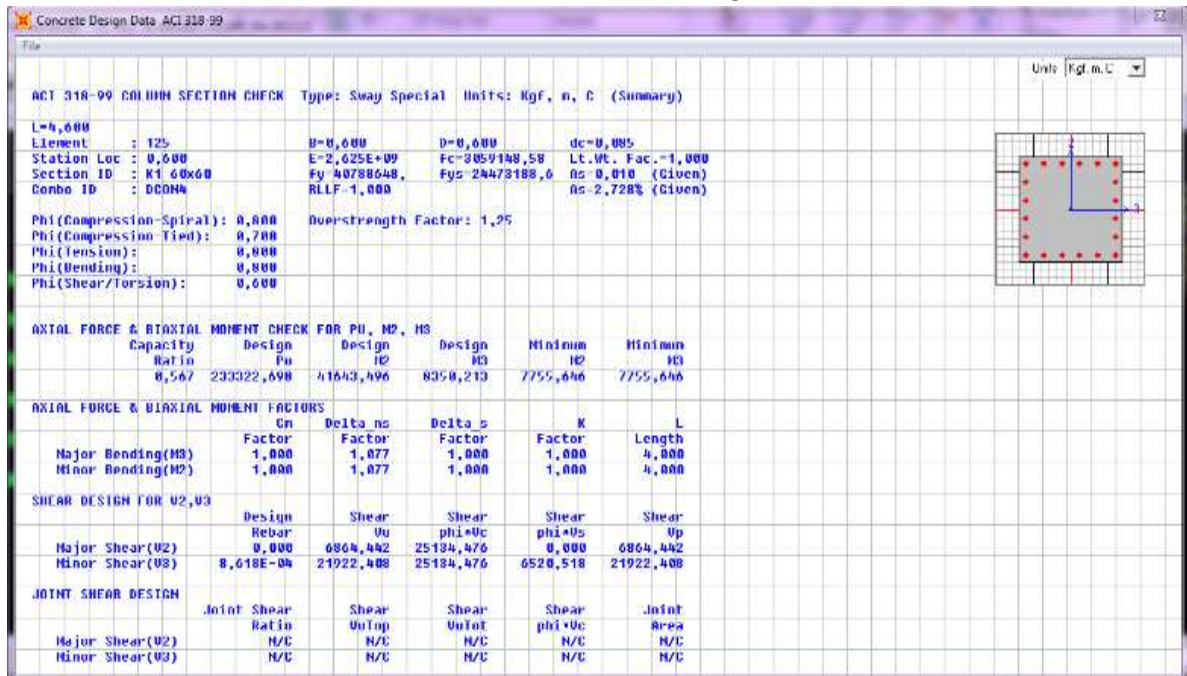 Concrete Design Data ACI 318-99
File
Units Kgf, m, C
ACI 318-99 COLUMN SECTION CHECK Type: Sway Special Units: Kgf, m, C (Summary)
L=4,600
Element : 125 B=0,600 D=0,600 dc=0,085
Station Loc : 0,600 E=2,625E+09 fc=3059148,58 Lt.Wt. Fac.=1,000
Section ID : K1 60x60 fy=40788648, fys=24473188,6 As=0,010 (Given)
Combo ID : DCON4 RLLF=1,000 As=2,728% (Given)
Phi(Compression-Spiral): 0,800 Overstrength Factor: 1,25
Phi(Compression-Tied): 0,700
Phi(Tension): 0,800
Phi(Bending): 0,800
Phi(Shear/Torsion): 0,600
AXIAL FORCE & BIAXIAL MOMENT CHECK FOR PU, M2, M3
Capacity Design Design Design Minimum Minimum
Ratio Pu M2 M3 M2 M3
0,567 233322,698 41643,496 8350,213 7755,646 7755,646
AXIAL FORCE & BIAXIAL MOMENT FACTORS
Cm Delta_ns Delta_s K L
Factor Factor Factor Factor Length
Major Bending(M3) 1,000 1,077 1,000 1,000 4,000
Minor Bending(M2) 1,000 1,077 1,000 1,000 4,000
SHEAR DESIGN FOR V2,V3
Design Shear Shear Shear Shear
Rebar Vu phi*Vc phi*Vs Vp
Major Shear(V2) 0,000 6864,442 25134,476 0,000 6864,442
Minor Shear(V3) 8,618E-04 21922,408 25134,476 6520,518 21922,408
JOINT SHEAR DESIGN
Joint Shear Shear Shear Shear Joint
Ratio VuTop VuTot phi*Vc Area
Major Shear(V2) N/C N/C N/C N/C N/C
Minor Shear(V3) N/C N/C N/C N/C N/C